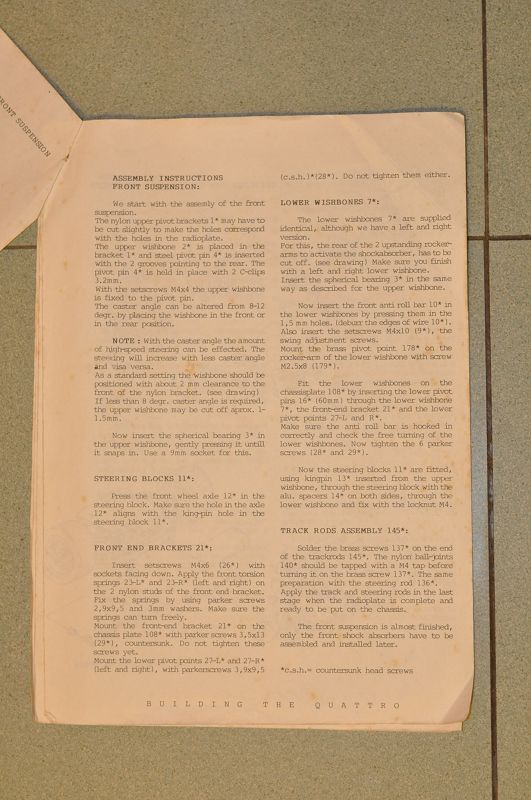 FRONT SUSPENSION
ASSEMBLY INSTRUCTIONS
FRONT SUSPENSION:
We start with the assemly of the front
suspension.
The nylon upper pivot brackets 1* may have to
be cut slightly to make the holes correspond
with the holes in the radioplate.
The upper wishbone 2* is placed in the
bracket 1* and steel pivot pin 4* is inserted
with the 2 grooves pointing to the rear. The
pivot pin 4* is held in place with 2 C-clips
3.2mm.
With the setscrews M4x4 the upper wishbone
is fixed to the pivot pin.
The caster angle can be altered from 8-12
degr. by placing the wishbone in the front or
in the rear position.
NOTE: With the caster angle the amount
of high-speed steering can be effected. The
steering will increase with less caster angle
and visa versa.
As a standard setting the wishbone should be
positioned with about 2 mm clearance to the
front of the nylon bracket. (see drawing)
If less than 8 degr. caster angle is required,
the upper wishbone may be cut off aprox. 1-
1.5mm.
Now insert the spherical bearing 3* in
the upper wishbone, gently pressing it untill
it snaps in. Use a 9mm socket for this.
STEERING BLOCKS 11*:
Press the front wheel axle 12* in the
steering block. Make sure the hole in the axle
12* aligns with the king-pin hole in the
steering block 11*.
FRONT END BRACKETS 21*:
Insert setscrews M4x6 (26*) with
sockets facing down. Apply the front torsion
springs 23-L* and 23-R* (left and right) on
the 2 nylon studs of the front end bracket.
Fix the springs by using parker screws
2,9x9,5 and 3mm washers. Make sure the
springs can turn freely.
Mount the front-end bracket 21* on the
chassis plate 108* with parker screws 3,5x13
(29*), countersunk. Do not tighten these
screws yet.
Mount the lower pivot points 27-L* and 27-R*
(left and right), with parkerscrews 3,9x9,5
(c.s.h.)*(28*). Do not tighten them either.
LOWER WISHBONES 7*:
The lower wishbones 7* are supplied
identical, although we have a left and right
version.
For this, the rear of the 2 upstanding rocker-
arms to activate the shockabsorber, has to be
cut off. (see drawing) Make sure you finish
with a left and right lower wishbone.
Insert the spherical bearing 3* in the same
way as described for the upper wishbone.
Now insert the front anti roll bar 10* in
the lower wishbones by pressing them in the
1,5 mm holes. (deburr the edges of wire 10*).
Also insert the setscrews M4x10 (9*), the
swing adjustment screws.
Mount the brass pivot point 178* on the
rocker-arm of the lower wishbone with screw
M2.5x8 (179*).
Fit the lower wishbones on the
chassisplate 108* by inserting the lower pivot
pins 16* (60mm) through the lower wishbone
7*, the front-end bracket 21* and the lower
pivot points 27-L and R*.
Make sure the anti roll bar is hooked in
correctly and check the free turning of the
lower wishbones. Now tighten the 6 parker
screws (28* and 29*).
Now the steering blocks 11* are fitted,
using kingpin 13* inserted from the upper
wishbone, through the steering block with the
alu. spacers 14* on both sides, through the
lower wishbone and fix with the locknut M4.
TRACK RODS ASSEMBLY 145*:
Solder the brass screws 137* on the end
of the trackrods 145*. The nylon ball-joints
140* should be tapped with a M4 tap before
turning it on the brass screw 137*. The same
preparation with the steering rod 136*.
Apply the track and steering rods in the last
stage when the radioplate is complete and
ready to be put on the chassis.
The front suspension is almost finished,
only the front shock absorbers have to be
assembled and installed later.
*c.s.h.= countersunk head screws
BUILDING THE QUATTRO